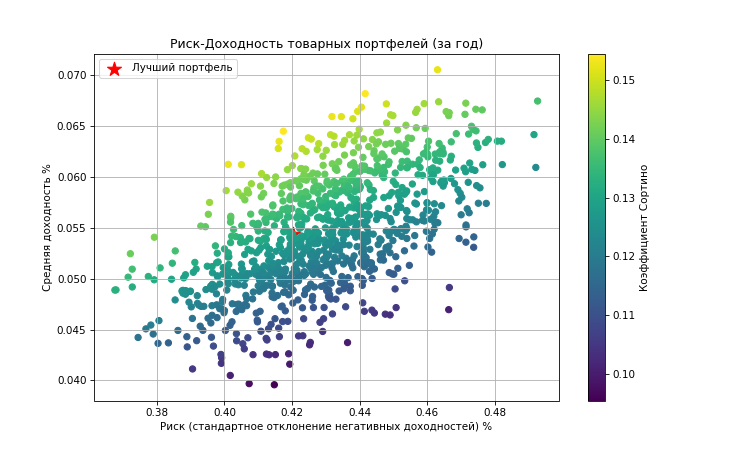 Риск-Доходность товарных портфелей (за год)
Лучший портфель
Средняя доходность %
0.070
0.065
0.060
0.055
0.050
0.045
0.040
0.38 0.40 0.42 0.44 0.46 0.48
Риск (стандартное отклонение негативных доходностей) %
0.15
0.14
0.13
0.12
0.11
0.10
Коэффициент Сортино